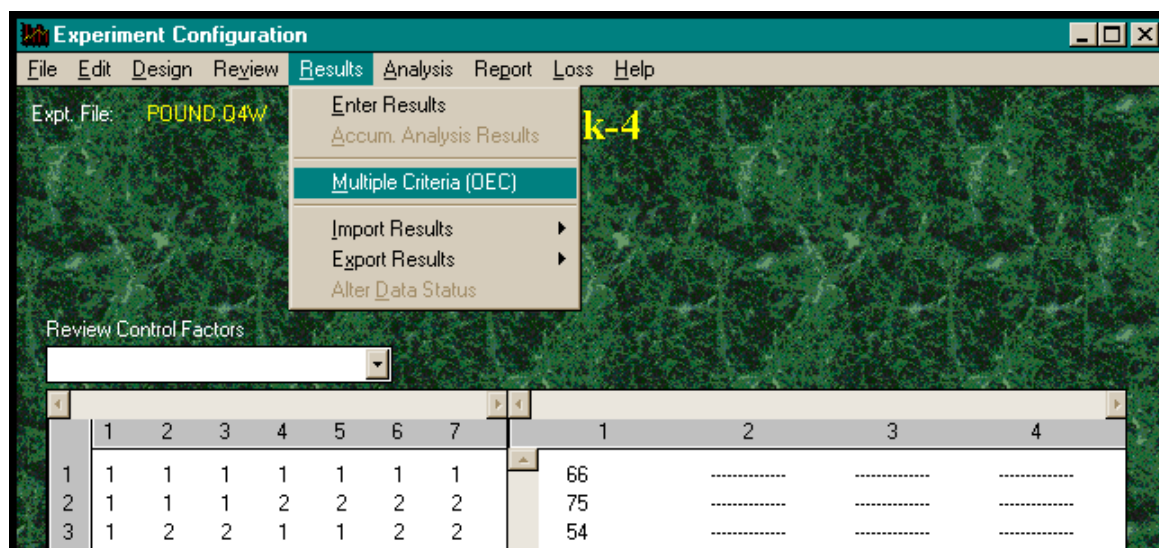 Experiment Configuration
File Edit Design Review Results Analysis Report Loss Help
Expt. File: POUND.Q4W
k-4
Enter Results
Accum. Analysis Results
Multiple Criteria (OEC)
Import Results
Export Results
Alter Data Status
Review Control Factors
1 2 3 4 5 6 7 1 2 3 4
1 1 1 1 1 1 1 1 66 ------------- ------------- -------------
2 1 1 1 2 2 2 2 75 ------------- ------------- -------------
3 1 2 2 1 1 2 2 54 ------------- ------------- -------------